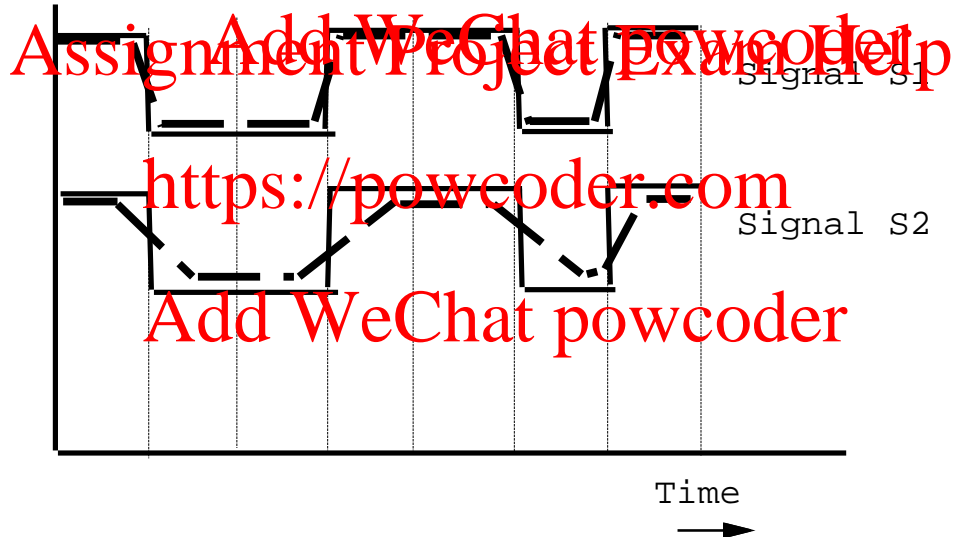 Add WeChat powcoder
Assignment Project Exam Help
Signal S1
https://powcoder.com
Signal S2
Add WeChat powcoder
Time